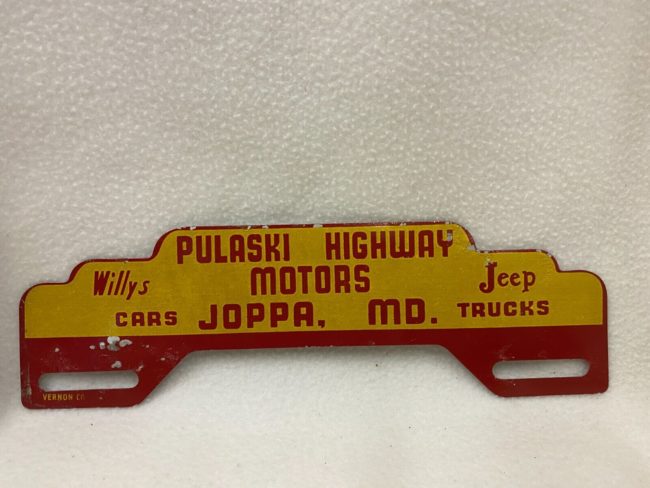 PULASKI HIGHWAY
Willys MOTORS Jeep
CARS JOPPA, MD. TRUCKS
VERNON CO